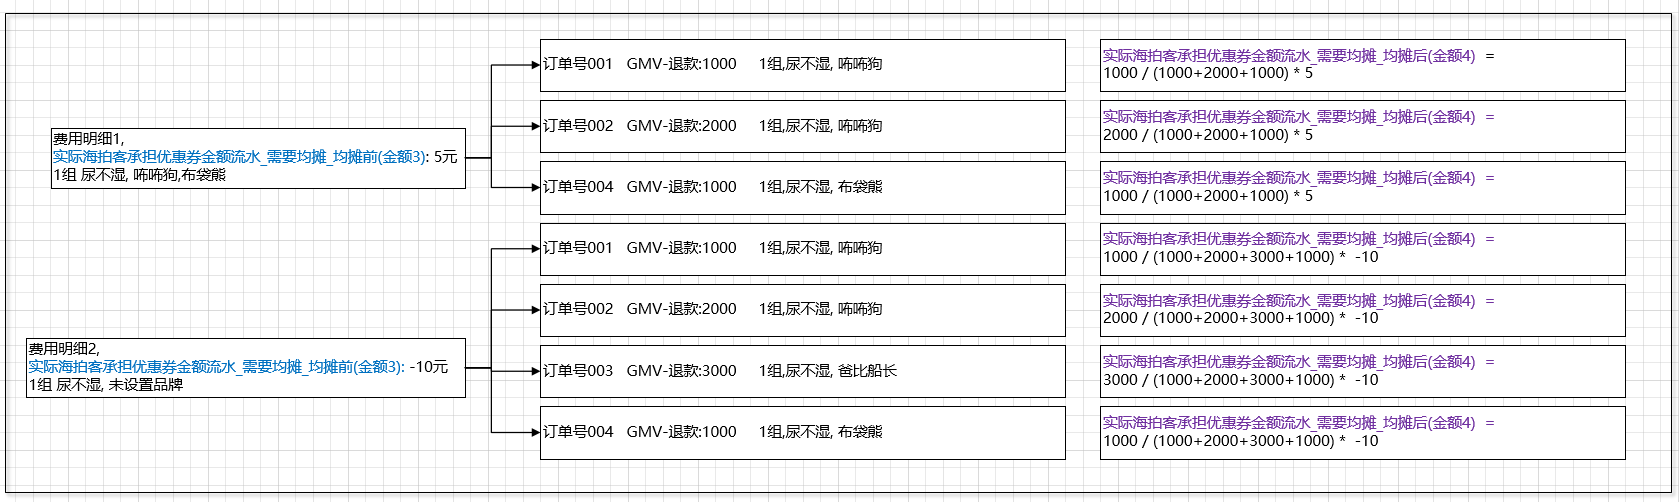 费用明细1,
实际海拍客承担优惠券金额流水_需要均摊_均摊前(金额3): 5元
1组 尿不湿, 咘咘狗,布袋熊
订单号001 GMV-退款:1000 1组,尿不湿, 咘咘狗
实际海拍客承担优惠券金额流水_需要均摊_均摊后(金额4) =
1000 / (1000+2000+1000) * 5
订单号002 GMV-退款:2000 1组,尿不湿, 咘咘狗
实际海拍客承担优惠券金额流水_需要均摊_均摊后(金额4) =
2000 / (1000+2000+1000) * 5
订单号004 GMV-退款:1000 1组,尿不湿, 布袋熊
实际海拍客承担优惠券金额流水_需要均摊_均摊后(金额4) =
1000 / (1000+2000+1000) * 5
费用明细2,
实际海拍客承担优惠券金额流水_需要均摊_均摊前(金额3): -10元
1组 尿不湿, 未设置品牌
订单号001 GMV-退款:1000 1组,尿不湿, 咘咘狗
实际海拍客承担优惠券金额流水_需要均摊_均摊后(金额4) =
1000 / (1000+2000+3000+1000) * -10
订单号002 GMV-退款:2000 1组,尿不湿, 咘咘狗
实际海拍客承担优惠券金额流水_需要均摊_均摊后(金额4) =
2000 / (1000+2000+3000+1000) * -10
订单号003 GMV-退款:3000 1组,尿不湿, 爸比船长
实际海拍客承担优惠券金额流水_需要均摊_均摊后(金额4) =
3000 / (1000+2000+3000+1000) * -10
订单号004 GMV-退款:1000 1组,尿不湿, 布袋熊
实际海拍客承担优惠券金额流水_需要均摊_均摊后(金额4) =
1000 / (1000+2000+3000+1000) * -10